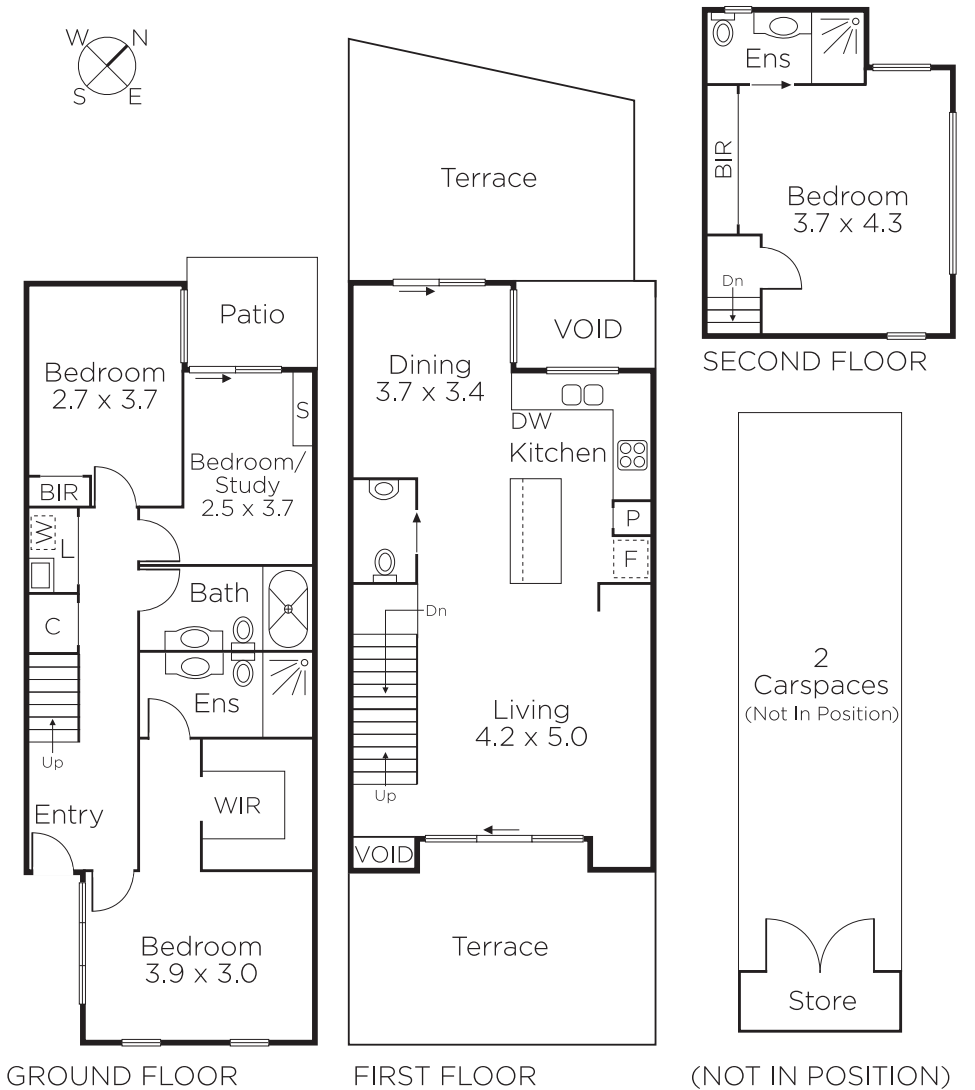 W N
S E
Patio
Bedroom
2.7 x 3.7
S
Bedroom/
Study
2.5 x 3.7
BIR
W
L
C
Bath
Ens
Up
Entry
WIR
Bedroom
3.9 x 3.0
GROUND FLOOR
Terrace
VOID
Dining
3.7 x 3.4
DW
Kitchen
P
F
Dn
Living
4.2 x 5.0
Up
VOID
Terrace
FIRST FLOOR
Ens
BIR
Bedroom
3.7 x 4.3
Dn
SECOND FLOOR
2
Carspaces
(Not In Position)
Store
(NOT IN POSITION)